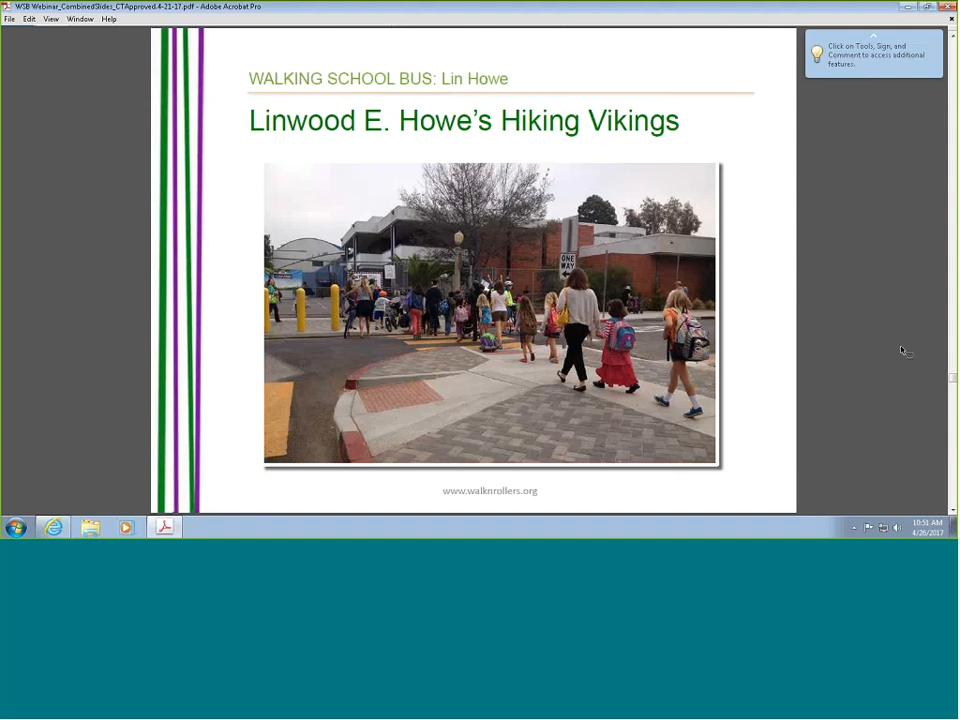 WSB Webinar_CombinedSlides_CTApproved.4-21-17.pdf - Adobe Acrobat Pro
File Edit View Window Help
Click on Tools, Sign, and
Comment to access additional
features.
WALKING SCHOOL BUS: Lin Howe
Linwood E. Howe's Hiking Vikings
ONE
WAY
www.walknrollers.org
10:51 AM
4/26/2017